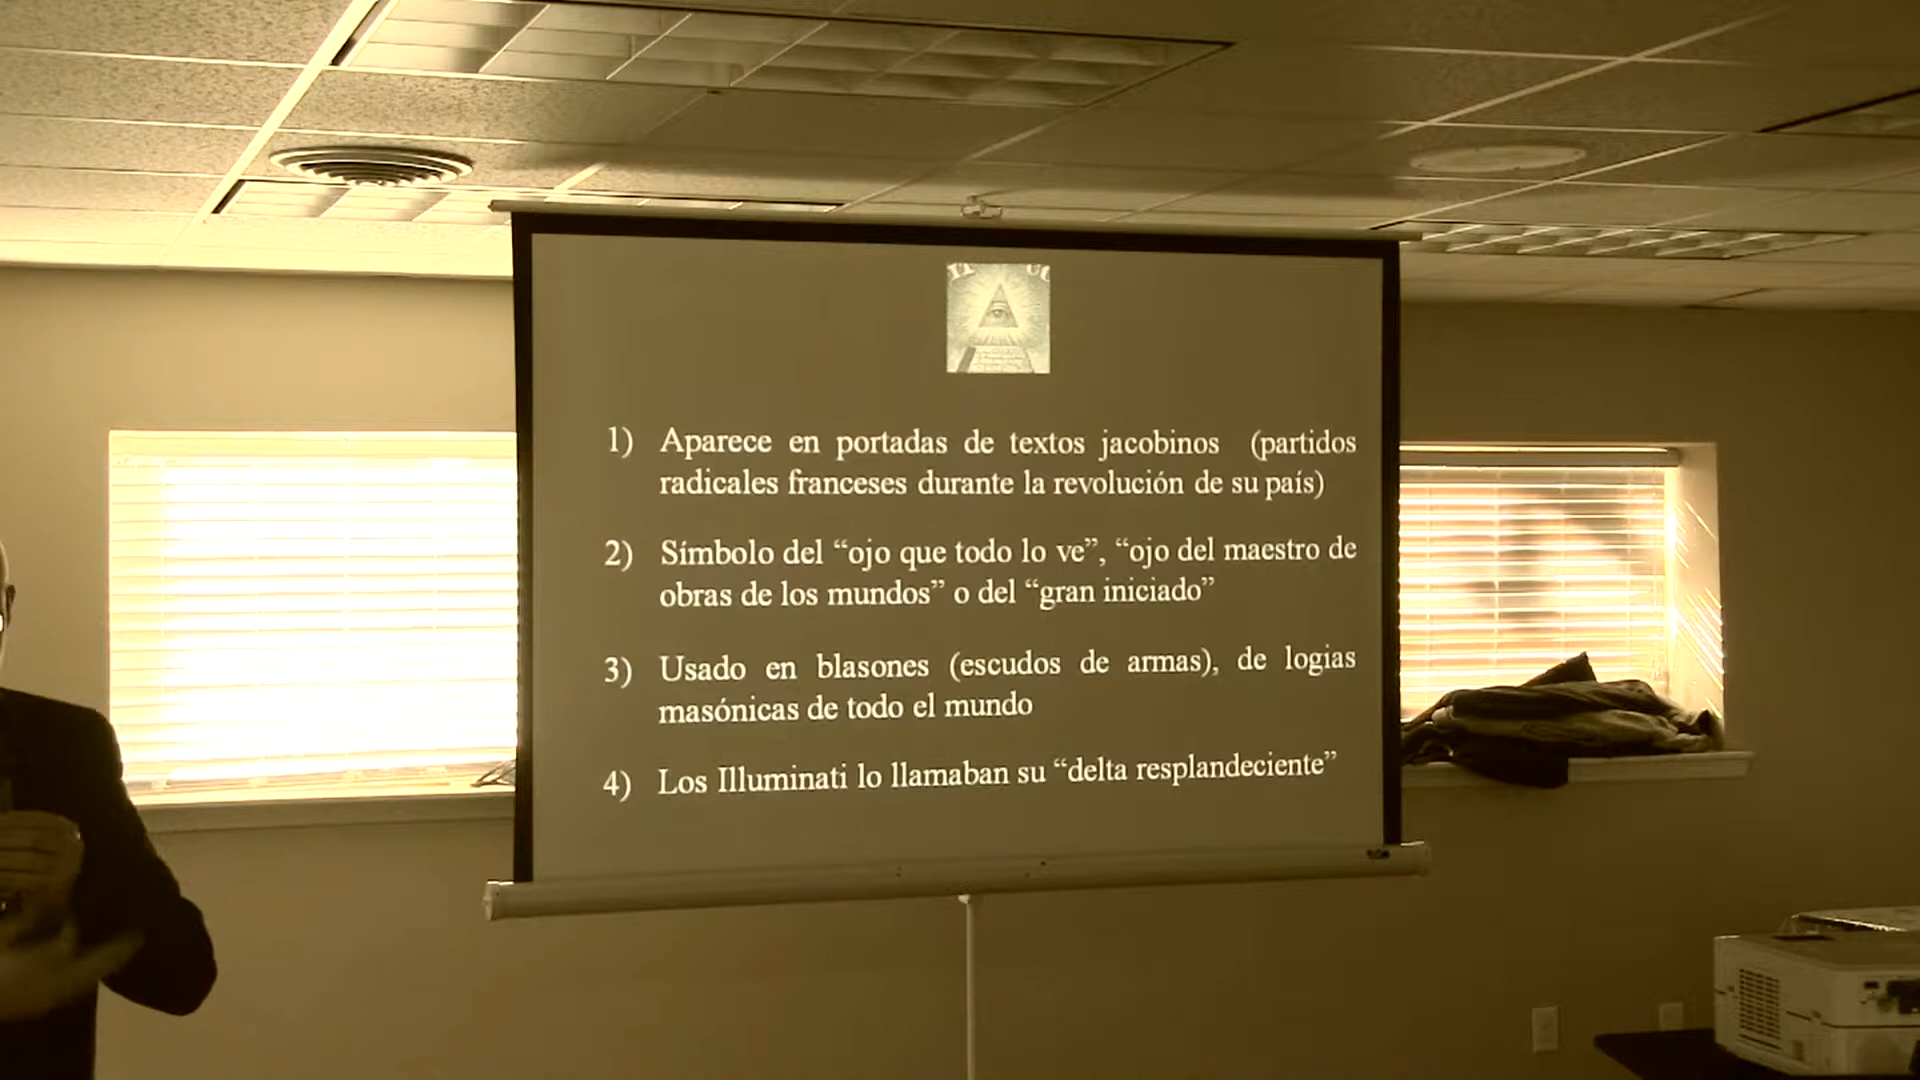 1) Aparece en portadas de textos jacobinos (partidos
radicales franceses durante la revolución de su país)
2) Símbolo del “ojo que todo lo ve”, “ojo del maestro de
obras de los mundos” o del “gran iniciado”
3) Usado en blasones (escudos de armas), de logias
masónicas de todo el mundo
4) Los Illuminati lo llamaban su “delta resplandeciente”